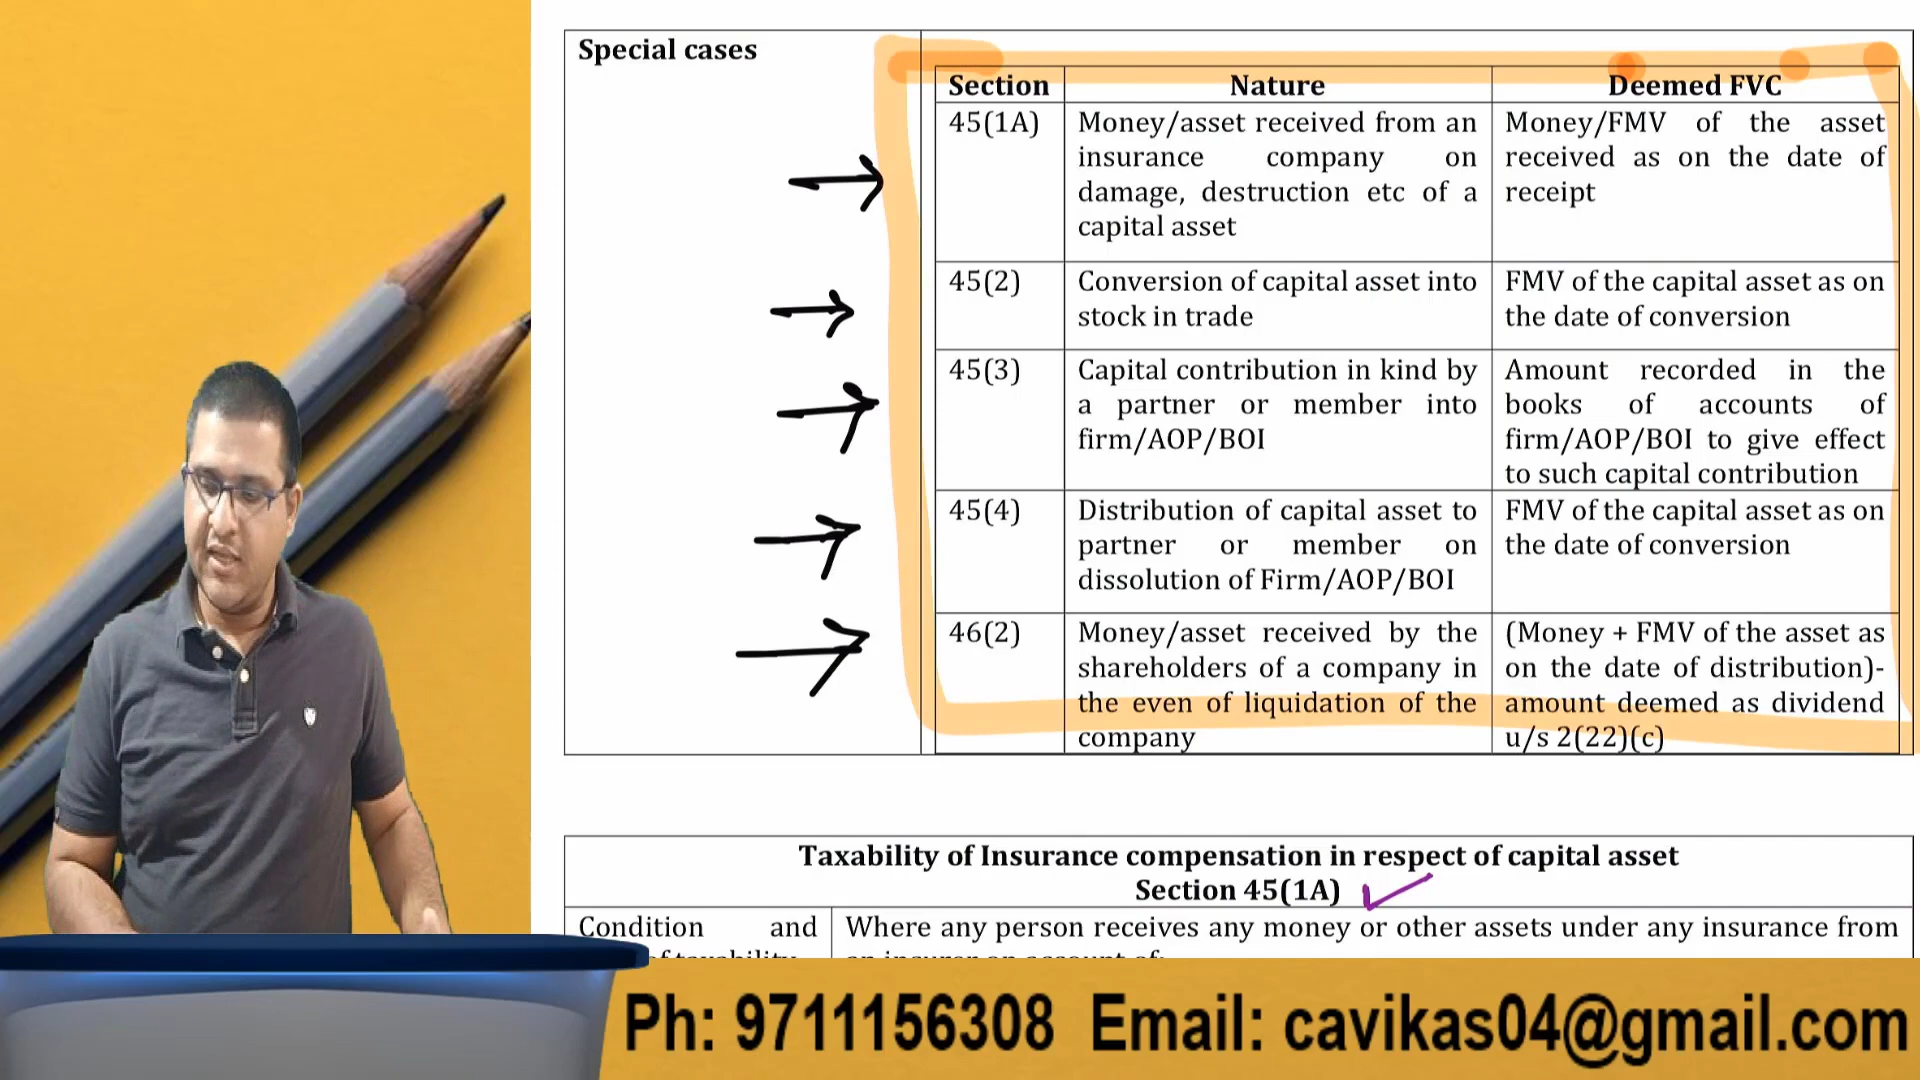 Special cases
Section Nature Deemed FVC
45(1A) Money/asset received from an Money/FMV of the asset
insurance company on received as on the date of
damage, destruction etc of a receipt
capital asset
45(2) Conversion of capital asset into FMV of the capital asset as on
stock in trade the date of conversion
45(3) Capital contribution in kind by Amount recorded in the
a partner or member into books of accounts of
firm/AOP/BOI firm/AOP/BOI to give effect
to such capital contribution
45(4) Distribution of capital asset to FMV of the capital asset as on
partner or member on the date of conversion
dissolution of Firm/AOP/BOI
46(2) Money/asset received by the (Money + FMV of the asset as
shareholders of a company in on the date of distribution)-
the even of liquidation of the amount deemed as dividend
company u/s 2(22)(c)
Taxability of Insurance compensation in respect of capital asset
Section 45(1A)
Condition and Where any person receives any money or other assets under any insurance from
Ph: 9711156308 Email: cavikas04@gmail.com